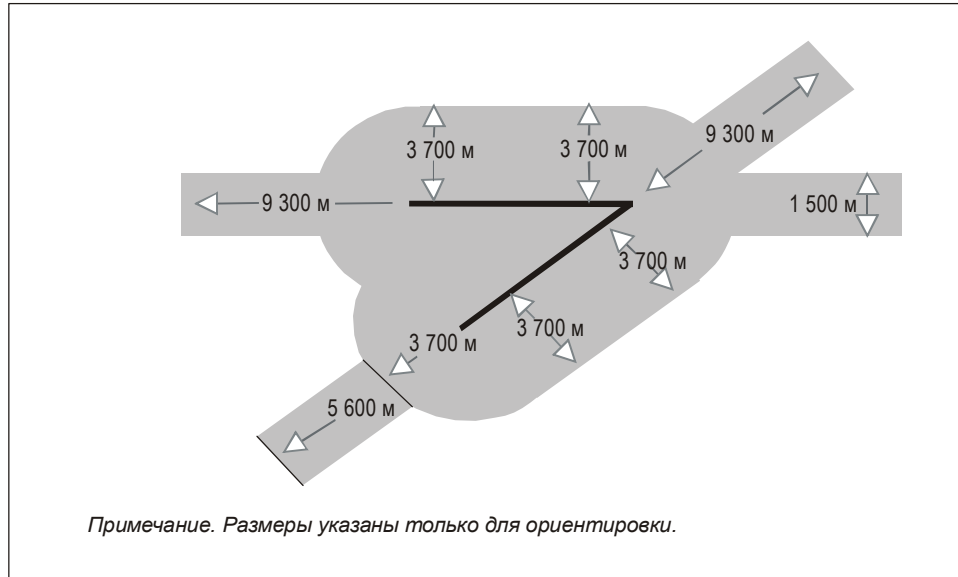 3 700 м
3 700 м
9 300 м
9 300 м
1 500 м
3 700 м
3 700 м
3 700 м
5 600 м
Примечание. Размеры указаны только для ориентировки.